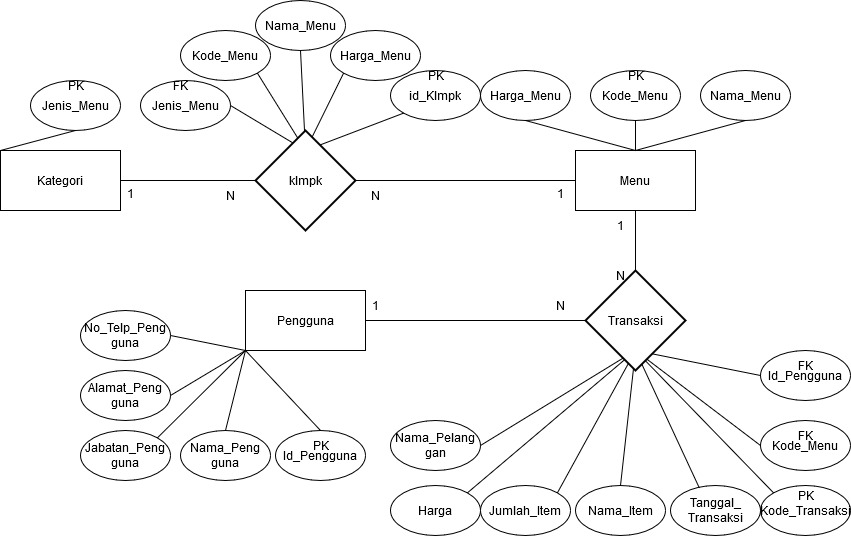 Nama_Menu
Kode_Menu
Harga_Menu
PK
Jenis_Menu
FK
Jenis_Menu
PK
id_Klmpk
Harga_Menu
PK
Kode_Menu
Nama_Menu
Kategori
1
N
klmpk
N
1
Menu
1
N
Pengguna
1
N
Transaksi
No_Telp_Peng
guna
Alamat_Peng
guna
Jabatan_Peng
guna
Nama_Peng
guna
PK
Id_Pengguna
FK
Id_Pengguna
Nama_Pelang
gan
FK
Kode_Menu
Harga
Jumlah_Item
Nama_Item
Tanggal_
Transaksi
PK
Kode_Transaksi